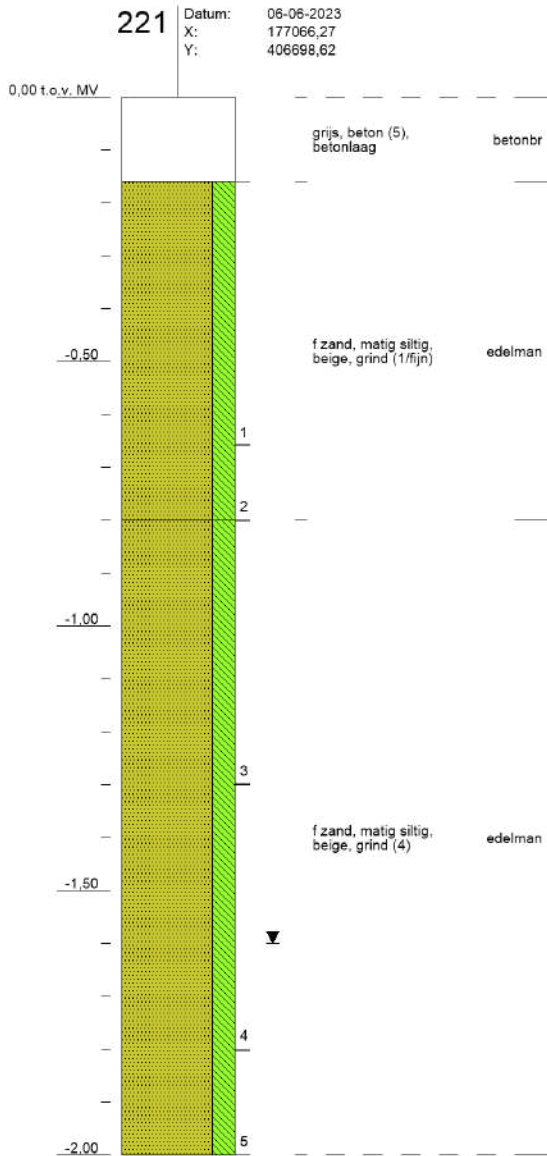 221
Datum: 06-06-2023
X: 177066,27
Y: 406698,62
0,00 t.o.v. MV
grijs, beton (5),
betonlaag
betonbr
-0,50
f zand, matig siltig,
beige, grind (1/fijn)
edelman
1
2
-1,00
3
f zand, matig siltig,
beige, grind (4)
edelman
-1,50
4
5
-2,00